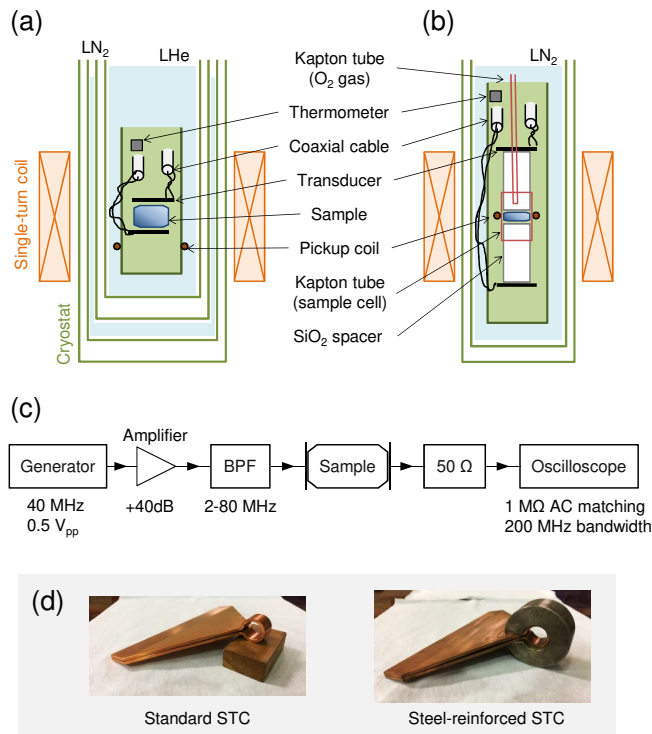 (a)
(b)
LN2
LHe
Kapton tube
(O2 gas)
LN2
Thermometer
Coaxial cable
Transducer
Sample
Pickup coil
Kapton tube
(sample cell)
SiO2 spacer
Single-turn coil
Cryostat
(c)
Amplifier
Generator
BPF
Sample
50 Ω
Oscilloscope
40 MHz
0.5 Vpp
+40dB
2-80 MHz
1 MΩ AC matching
200 MHz bandwidth
(d)
Standard STC
Steel-reinforced STC